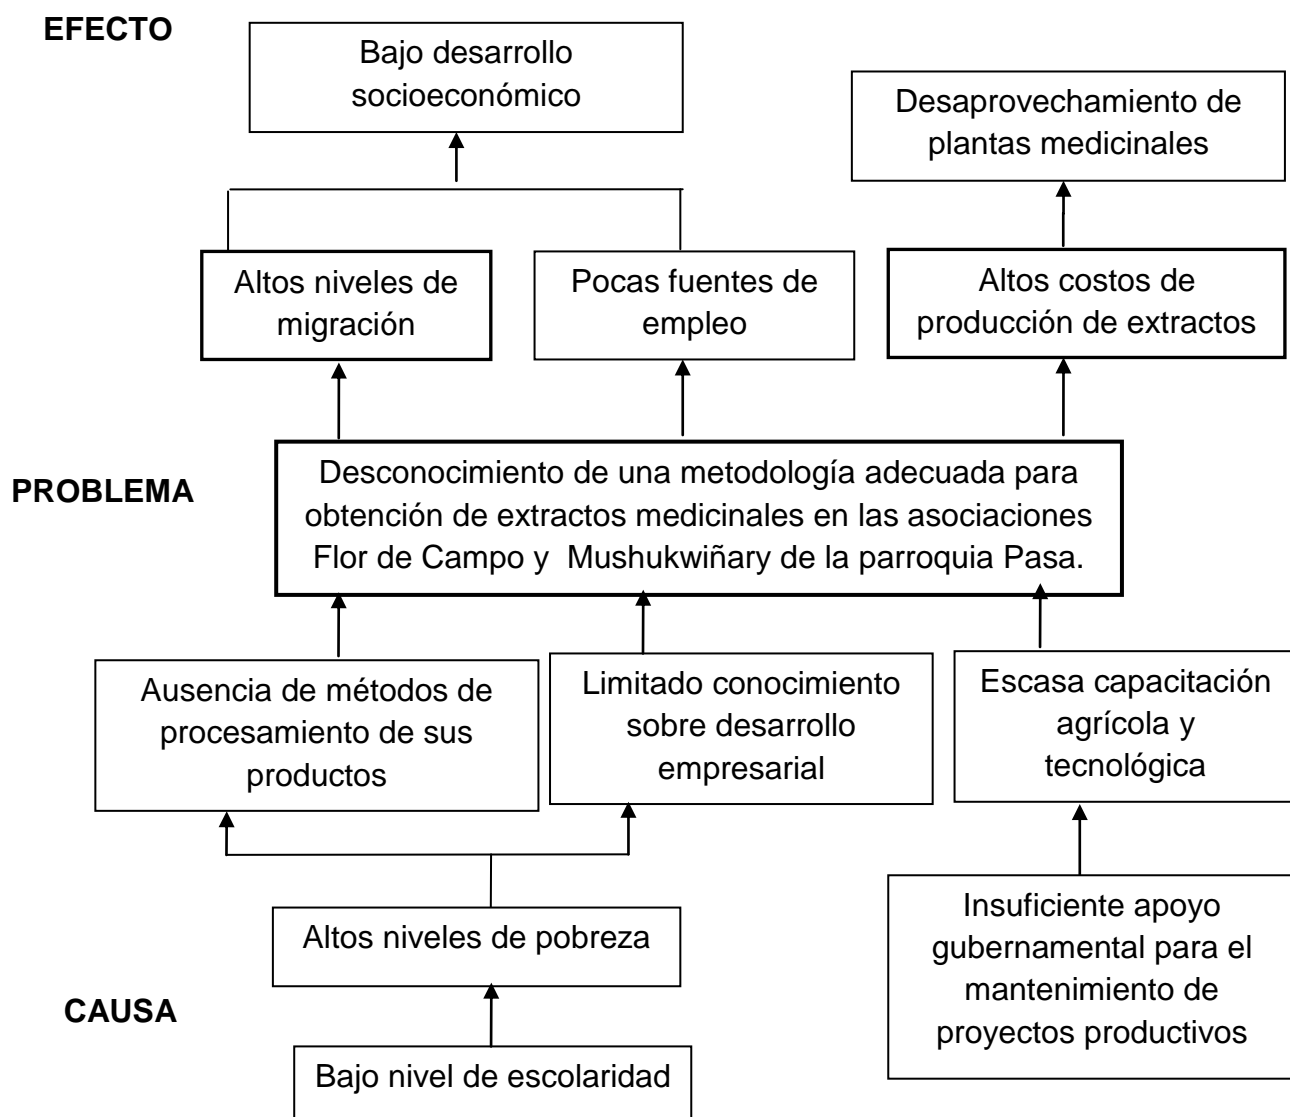 EFECTO
Bajo desarrollo
socioeconómico
Desaprovechamiento de
plantas medicinales
Altos niveles de
migración
Pocas fuentes de
empleo
Altos costos de
producción de extractos
PROBLEMA
Desconocimiento de una metodología adecuada para
obtención de extractos medicinales en las asociaciones
Flor de Campo y  Mushukwiñary de la parroquia Pasa.
Ausencia de métodos de
procesamiento de sus
productos
Limitado conocimiento
sobre desarrollo
empresarial
Escasa capacitación
agrícola y
tecnológica
Altos niveles de pobreza
Insuficiente apoyo
gubernamental para el
mantenimiento de
proyectos productivos
CAUSA
Bajo nivel de escolaridad